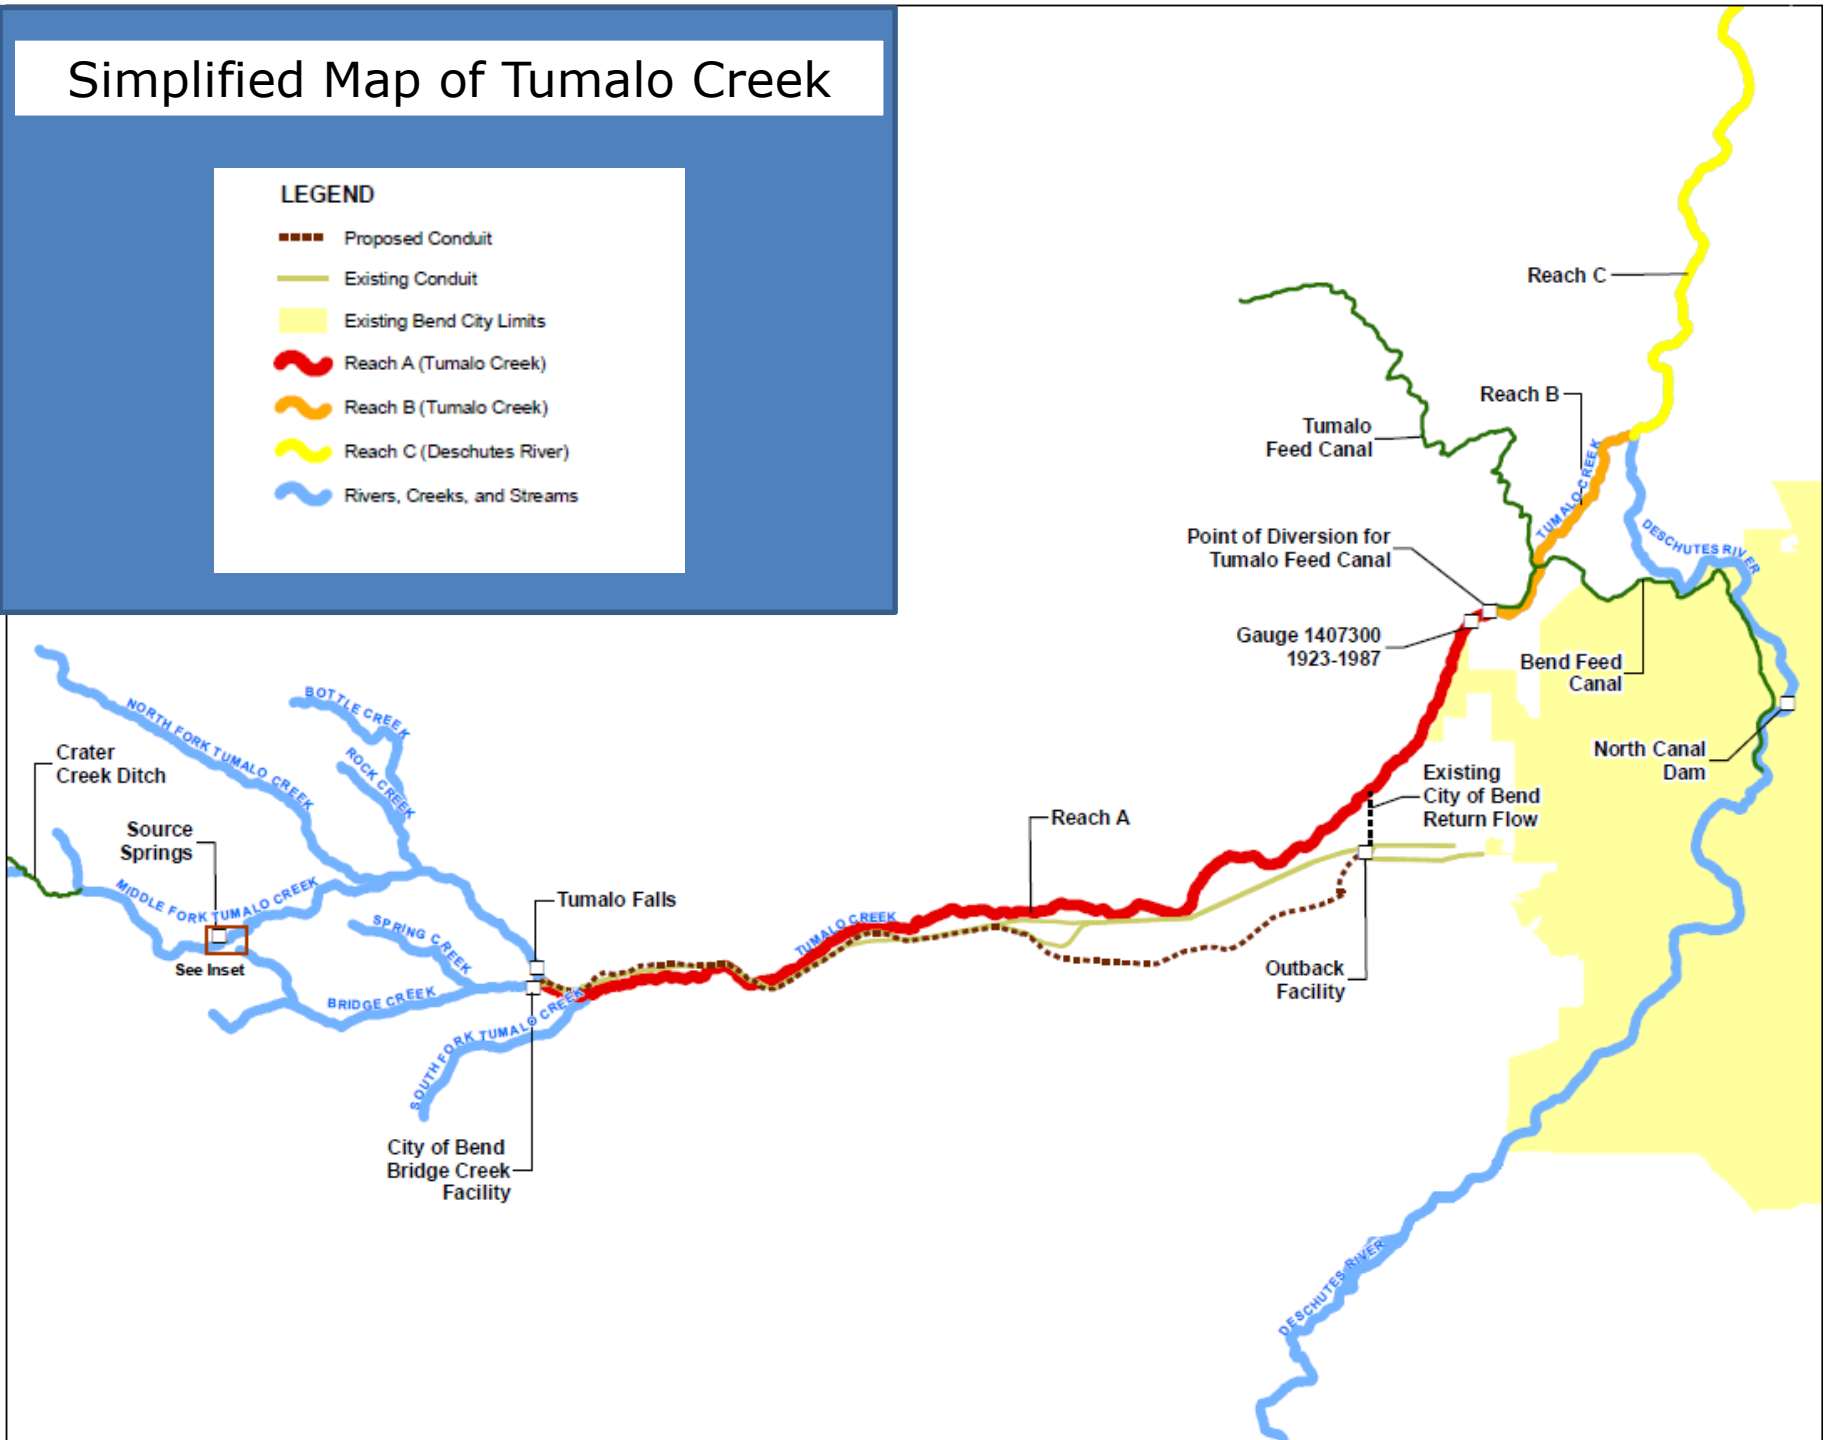 Simplified Map of Tumalo Creek
LEGEND
Proposed Conduit
Existing Conduit
Existing Bend City Limits
Reach A (Tumalo Creek)
Reach B (Tumalo Creek)
Reach C (Deschutes River)
Rivers, Creeks, and Streams
Reach C
Reach B
Tumalo
Feed Canal
TUMALO CREEK
Point of Diversion for
Tumalo Feed Canal
DESCHUTES RIVER
Gauge 1407300
1923-1987
Bend Feed
Canal
North Canal
Dam
Existing
City of Bend
Return Flow
BOTTLE CREEK
NORTH FORK TUMALO CREEK
ROCK CREEK
Crater
Creek Ditch
Source
Springs
MIDDLE FORK TUMALO CREEK
See Inset
SPRING CREEK
BRIDGE CREEK
Tumalo Falls
Reach A
TUMALO CREEK
Outback
Facility
SOUTH FORK TUMALO CREEK
City of Bend
Bridge Creek
Facility
DESCHUTES RIVER